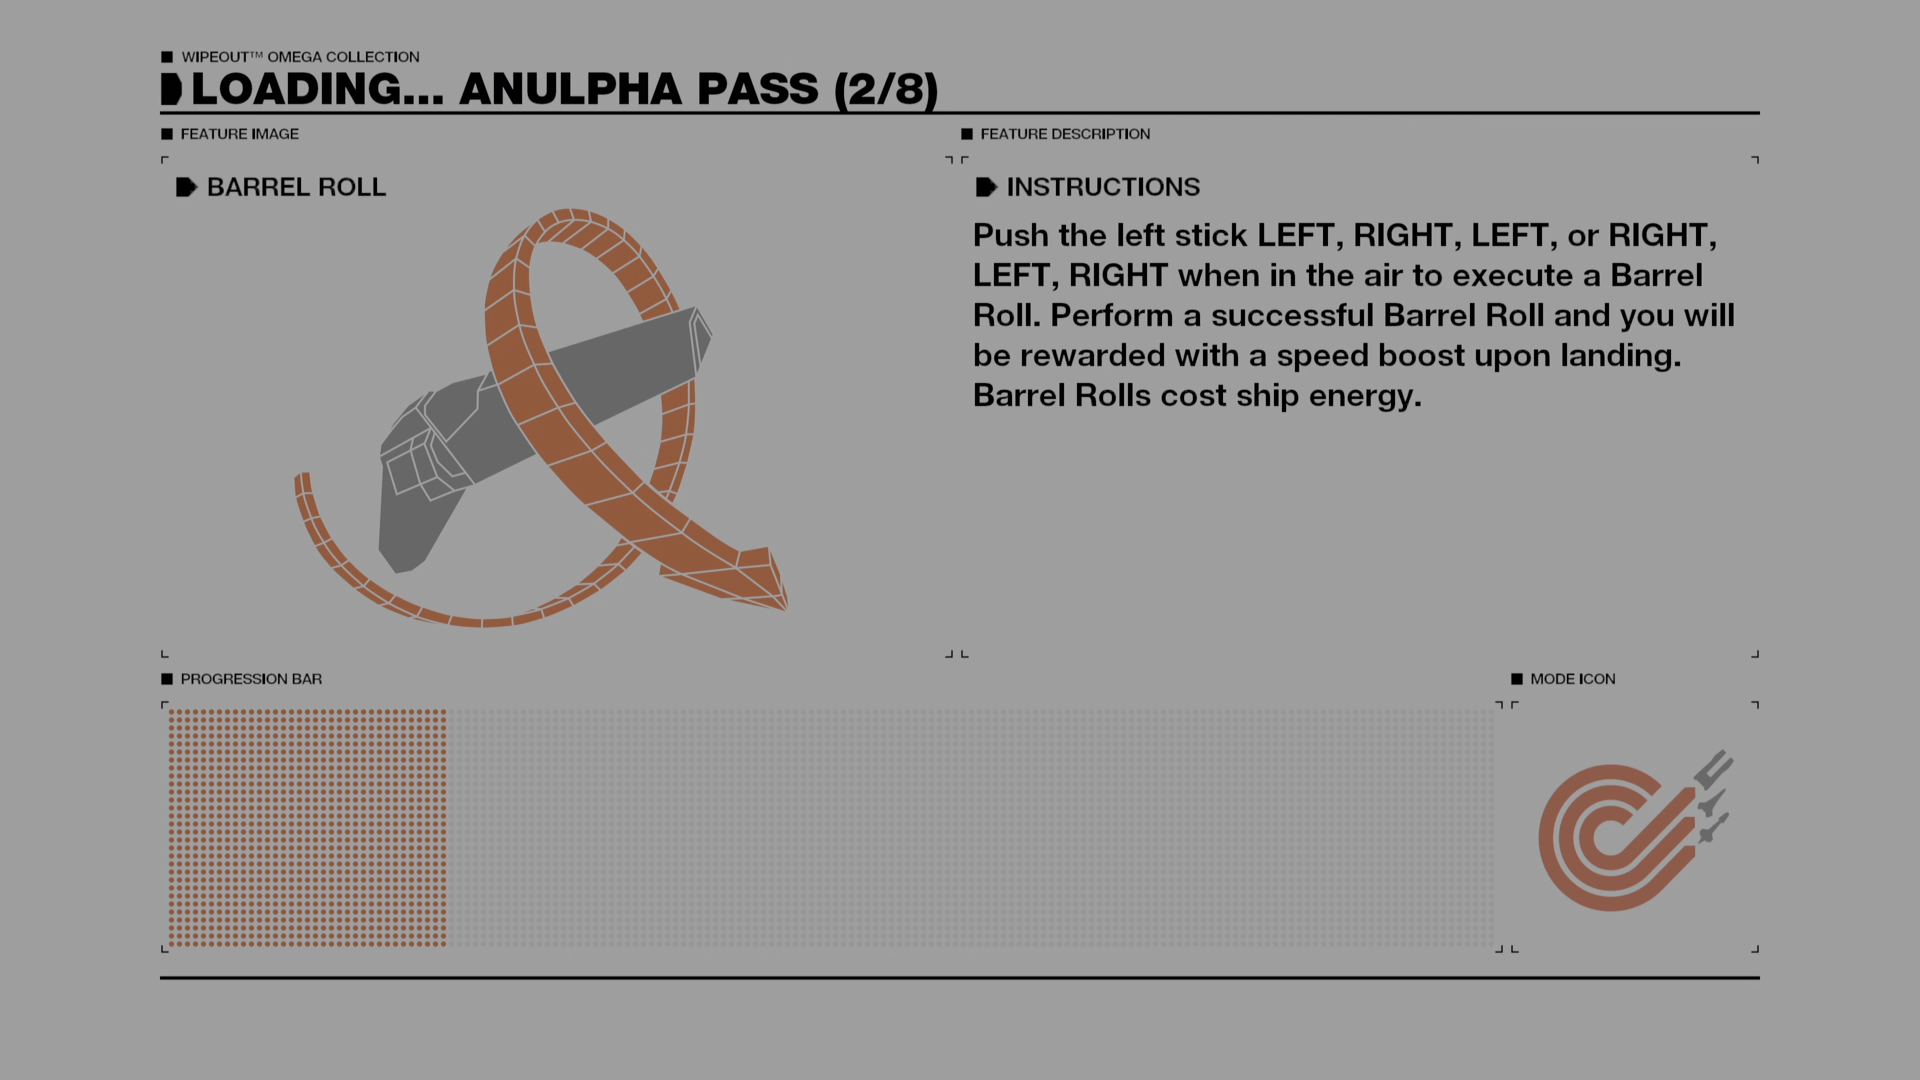 WIPEOUT™ OMEGA COLLECTION
LOADING... ANULPHA PASS (2/8)
FEATURE IMAGE
FEATURE DESCRIPTION
BARREL ROLL
INSTRUCTIONS
Push the left stick LEFT, RIGHT, LEFT, or RIGHT,
LEFT, RIGHT when in the air to execute a Barrel
Roll. Perform a successful Barrel Roll and you will
be rewarded with a speed boost upon landing.
Barrel Rolls cost ship energy.
PROGRESSION BAR
MODE ICON